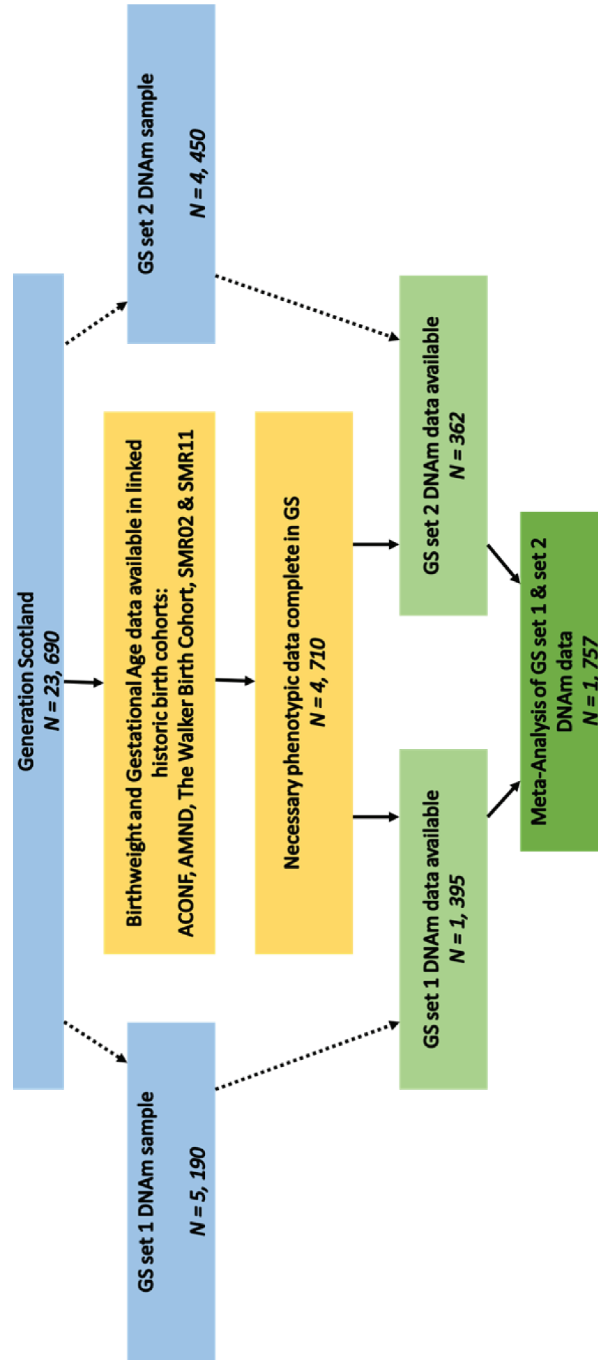 Generation Scotland
N = 23, 690
GS set 1 DNAm sample
N = 5, 190
Birthweight and Gestational Age data available in linked
historic birth cohorts:
ACONF, AMND, The Walker Birth Cohort, SMR02 & SMR11
GS set 2 DNAm sample
N = 4, 450
Necessary phenotypic data complete in GS
N = 4, 710
GS set 1 DNAm data available
N = 1, 395
GS set 2 DNAm data available
N = 362
Meta-Analysis of GS set 1 & set 2
DNAm data
N = 1, 757